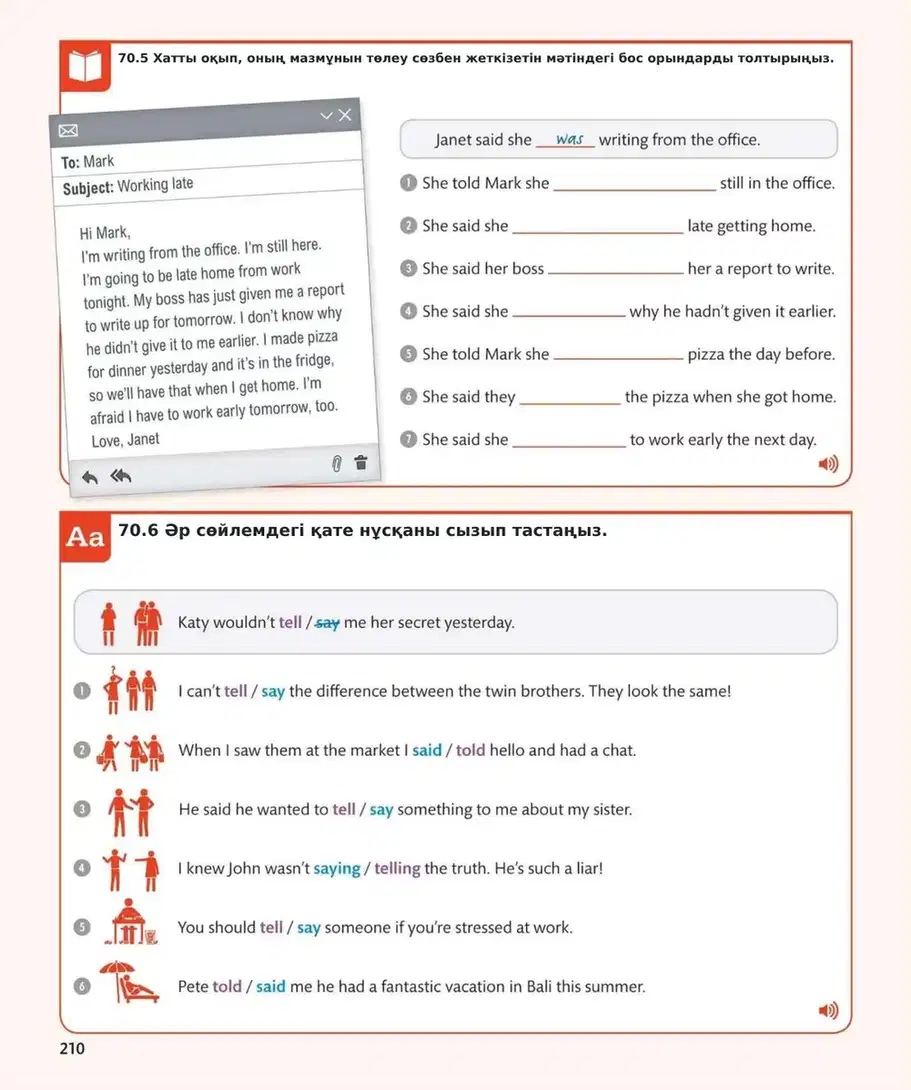 70.5 Хатты оқып, оның мазмұнын төлеу сөзбен жеткізетін мәтіндегі бос орындарды толтырыңыз.
To: Mark
Subject: Working late
Hi Mark,
I'm writing from the office. I'm still here.
I'm going to be late home from work
tonight. My boss has just given me a report
to write up for tomorrow. I don't know why
he didn't give it to me earlier. I made pizza
for dinner yesterday and it's in the fridge,
so we'll have that when I get home. I'm
afraid I have to work early tomorrow, too.
Love, Janet
Janet said she was writing from the office.
1 She told Mark she ____ still in the office.
2 She said she ____ late getting home.
3 She said her boss ____ her a report to write.
4 She said she ____ why he hadn't given it earlier.
5 She told Mark she ____ pizza the day before.
6 She said they ____ the pizza when she got home.
7 She said she ____ to work early the next day.
Aa 70.6 Әр сөйлемдегі қате нұсқаны сызып тастаңыз.
Katy wouldn't tell / say me her secret yesterday.
1 I can't tell / say the difference between the twin brothers. They look the same!
2 When I saw them at the market I said / told hello and had a chat.
3 He said he wanted to tell / say something to me about my sister.
4 I knew John wasn't saying / telling the truth. He's such a liar!
5 You should tell / say someone if you're stressed at work.
6 Pete told / said me he had a fantastic vacation in Bali this summer.
210